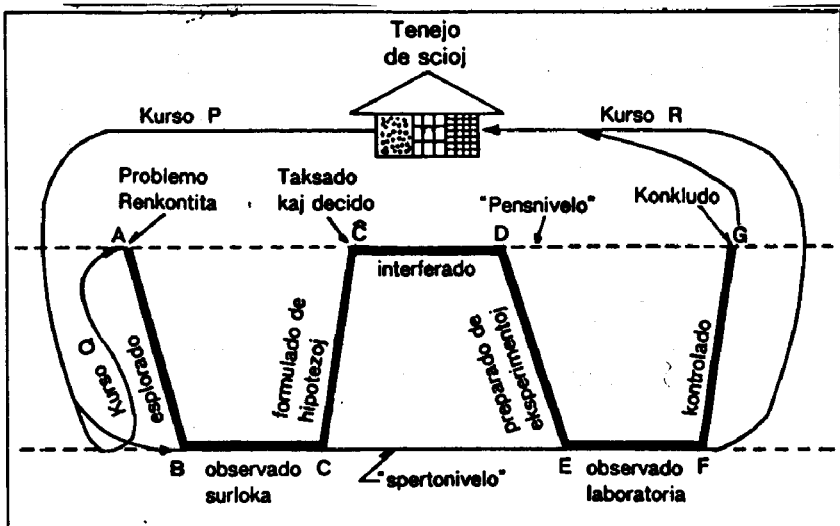 Tenejo
de scioj
Kurso P
Kurso R
Problemo
Renkontita
Taksado
kaj decido
"Pensnivelo"
Konkludo
A
Ĉ
D
G
interferado
Kurso Q
esplorado
formulado de
hipotezoj
preparado de
eksperimentoj
kontrolado
B
observado
surloka
C
"spertonivelo"
E
observado
laboratoria
F